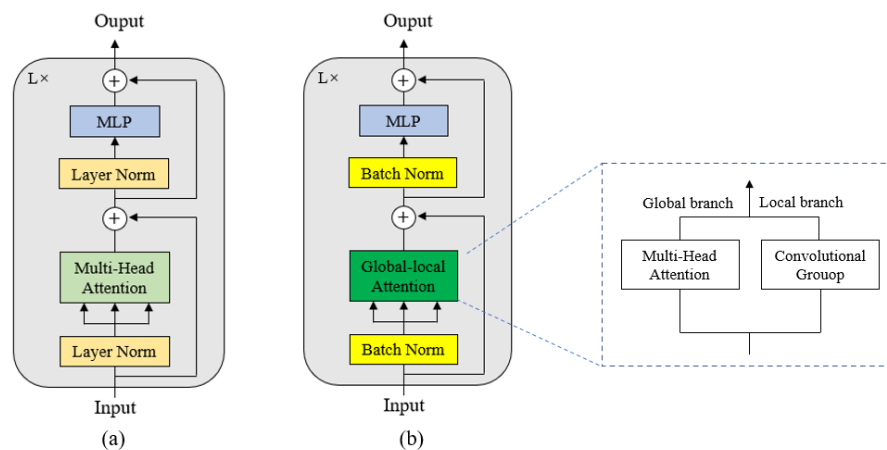 Ouput
L×
MLP
Layer Norm
Multi-Head
Attention
Layer Norm
Input
(a)
Ouput
L×
MLP
Batch Norm
Global-local
Attention
Batch Norm
Input
(b)
Global branch
Local branch
Multi-Head
Attention
Convolutional
Grouop